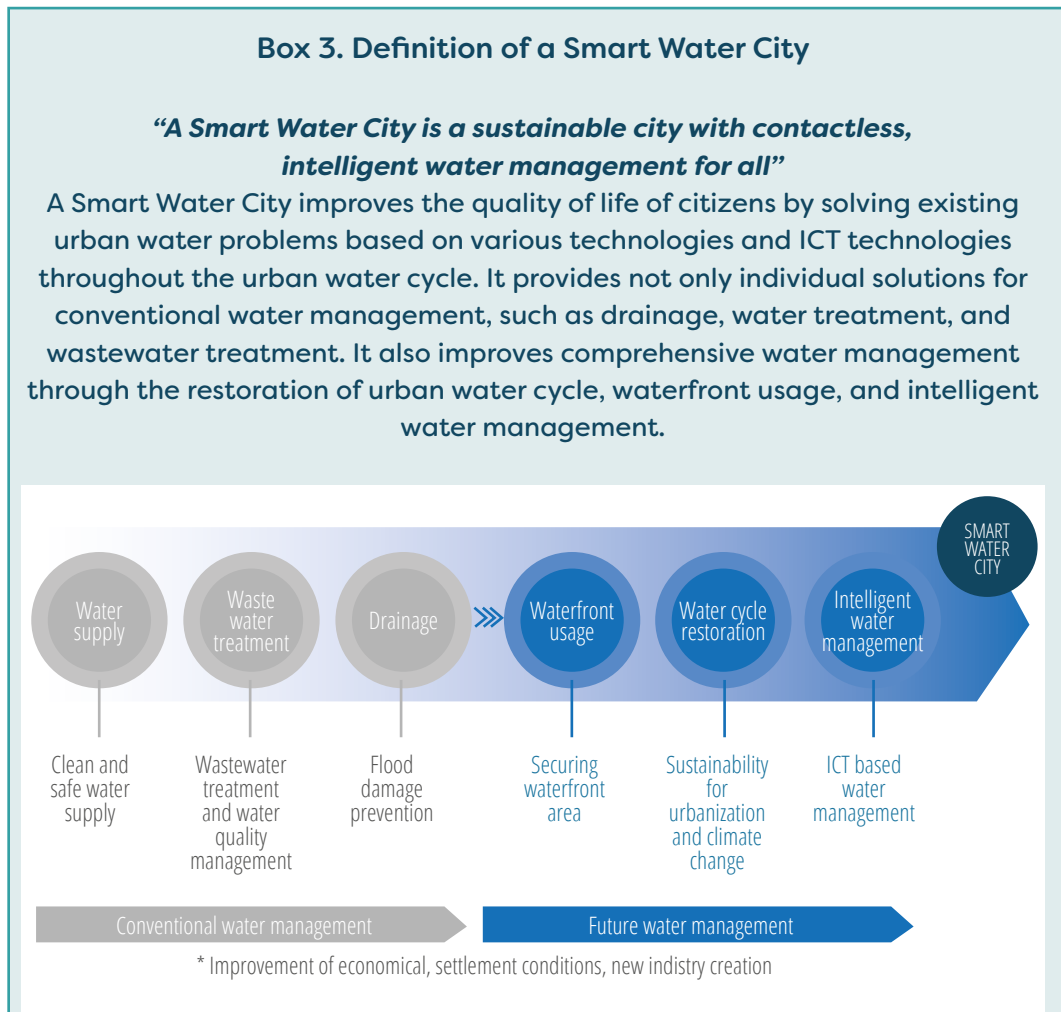 Box 3. Definition of a Smart Water City
“A Smart Water City is a sustainable city with contactless,
intelligent water management for all”
A Smart Water City improves the quality of life of citizens by solving existing
urban water problems based on various technologies and ICT technologies
throughout the urban water cycle. It provides not only individual solutions for
conventional water management, such as drainage, water treatment, and
wastewater treatment. It also improves comprehensive water management
through the restoration of urban water cycle, waterfront usage, and intelligent
water management.
SMART
WATER
CITY
Water
supply
Waste
water
treatment
Drainage
Waterfront
usage
Water cycle
restoration
Intelligent
water
management
Clean and
safe water
supply
Wastewater
treatment
and water
quality
management
Flood
damage
prevention
Securing
waterfront
area
Sustainability
for
urbanization
and climate
change
ICT based
water
management
Conventional water management
Future water management
* Improvement of economical, settlement conditions, new indistry creation